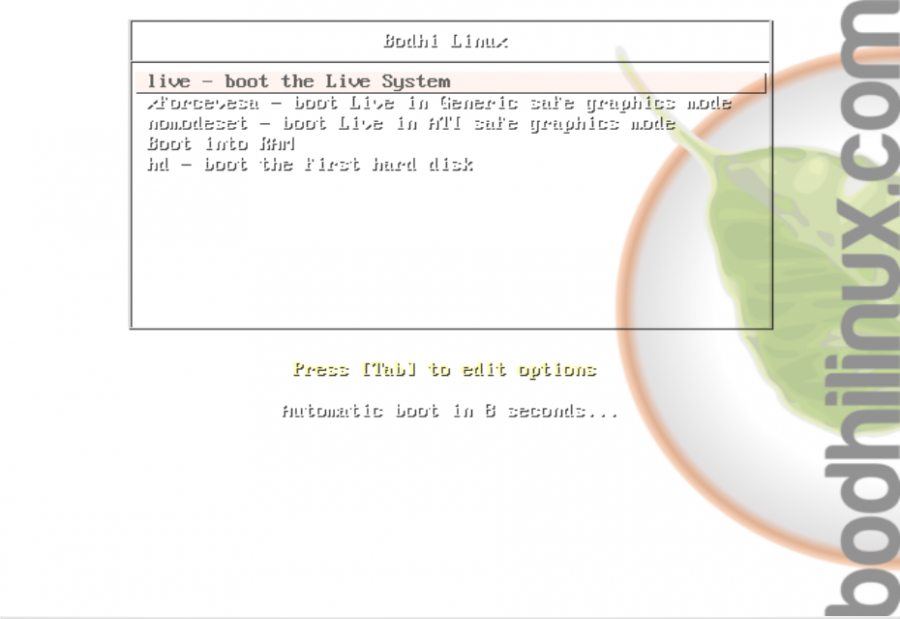 Bodhi Linux
live - boot the Live System
xforcevesa - boot Live in Generic safe graphics mode
nomodeset - boot Live in ATI safe graphics mode
Boot into RAM
hd - boot the first hard disk
Press [Tab] to edit options
Automatic boot in 8 seconds...
bodhilinux.com